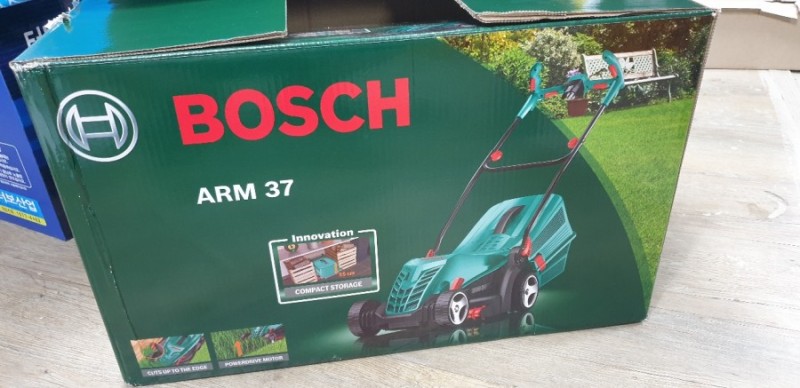 BOSCH
ARM 37
Innovation
COMPACT STORAGE
CUTS UP TO THE EDGE
POWERDRIVE MOTOR